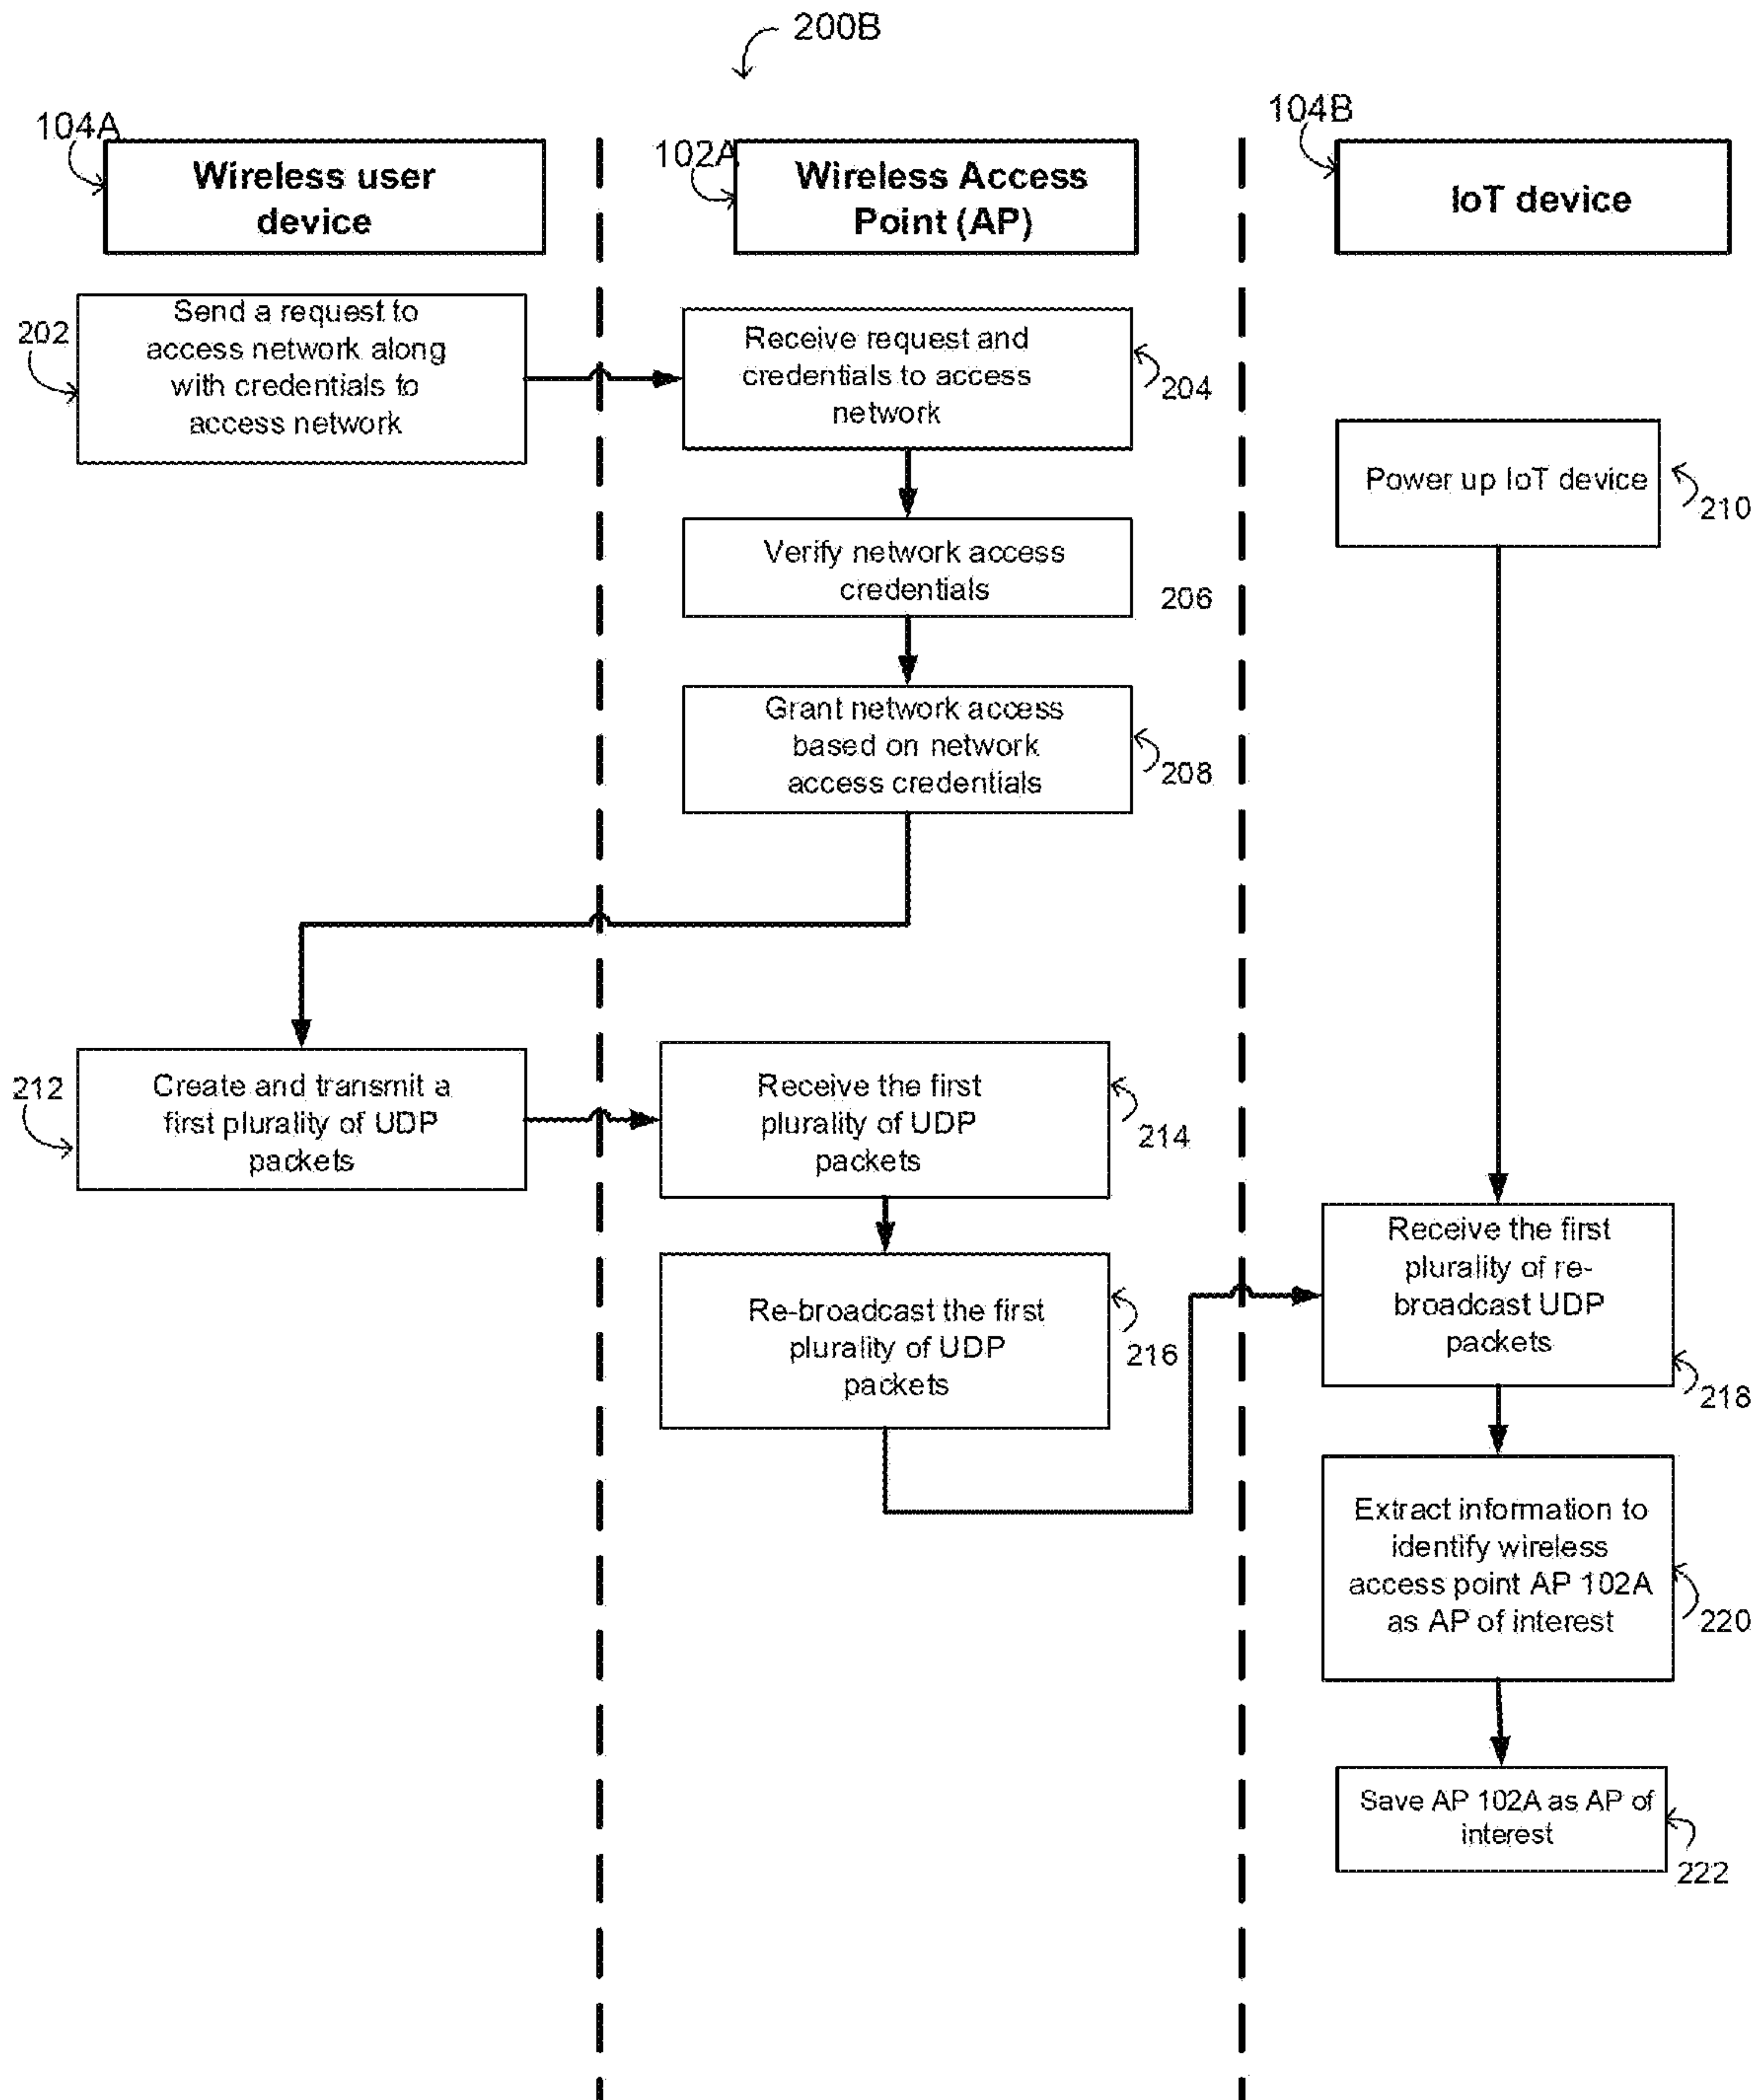 200B
104A
Wireless user
device
102A
Wireless Access
Point (AP)
104B
IoT device
202
Send a request to
access network along
with credentials to
access network
Receive request and
credentials to access
network
204
Power up IoT device
210
Verify network access
credentials
206
Grant network access
based on network
access credentials
208
212
Create and transmit a
first plurality of UDP
packets
Receive the first
plurality of UDP
packets
214
Re-broadcast the first
plurality of UDP
packets
216
Receive the first
plurality of re-
broadcast UDP
packets
218
Extract information to
identify wireless
access point AP 102A
as AP of interest
220
Save AP 102A as AP of
interest
222